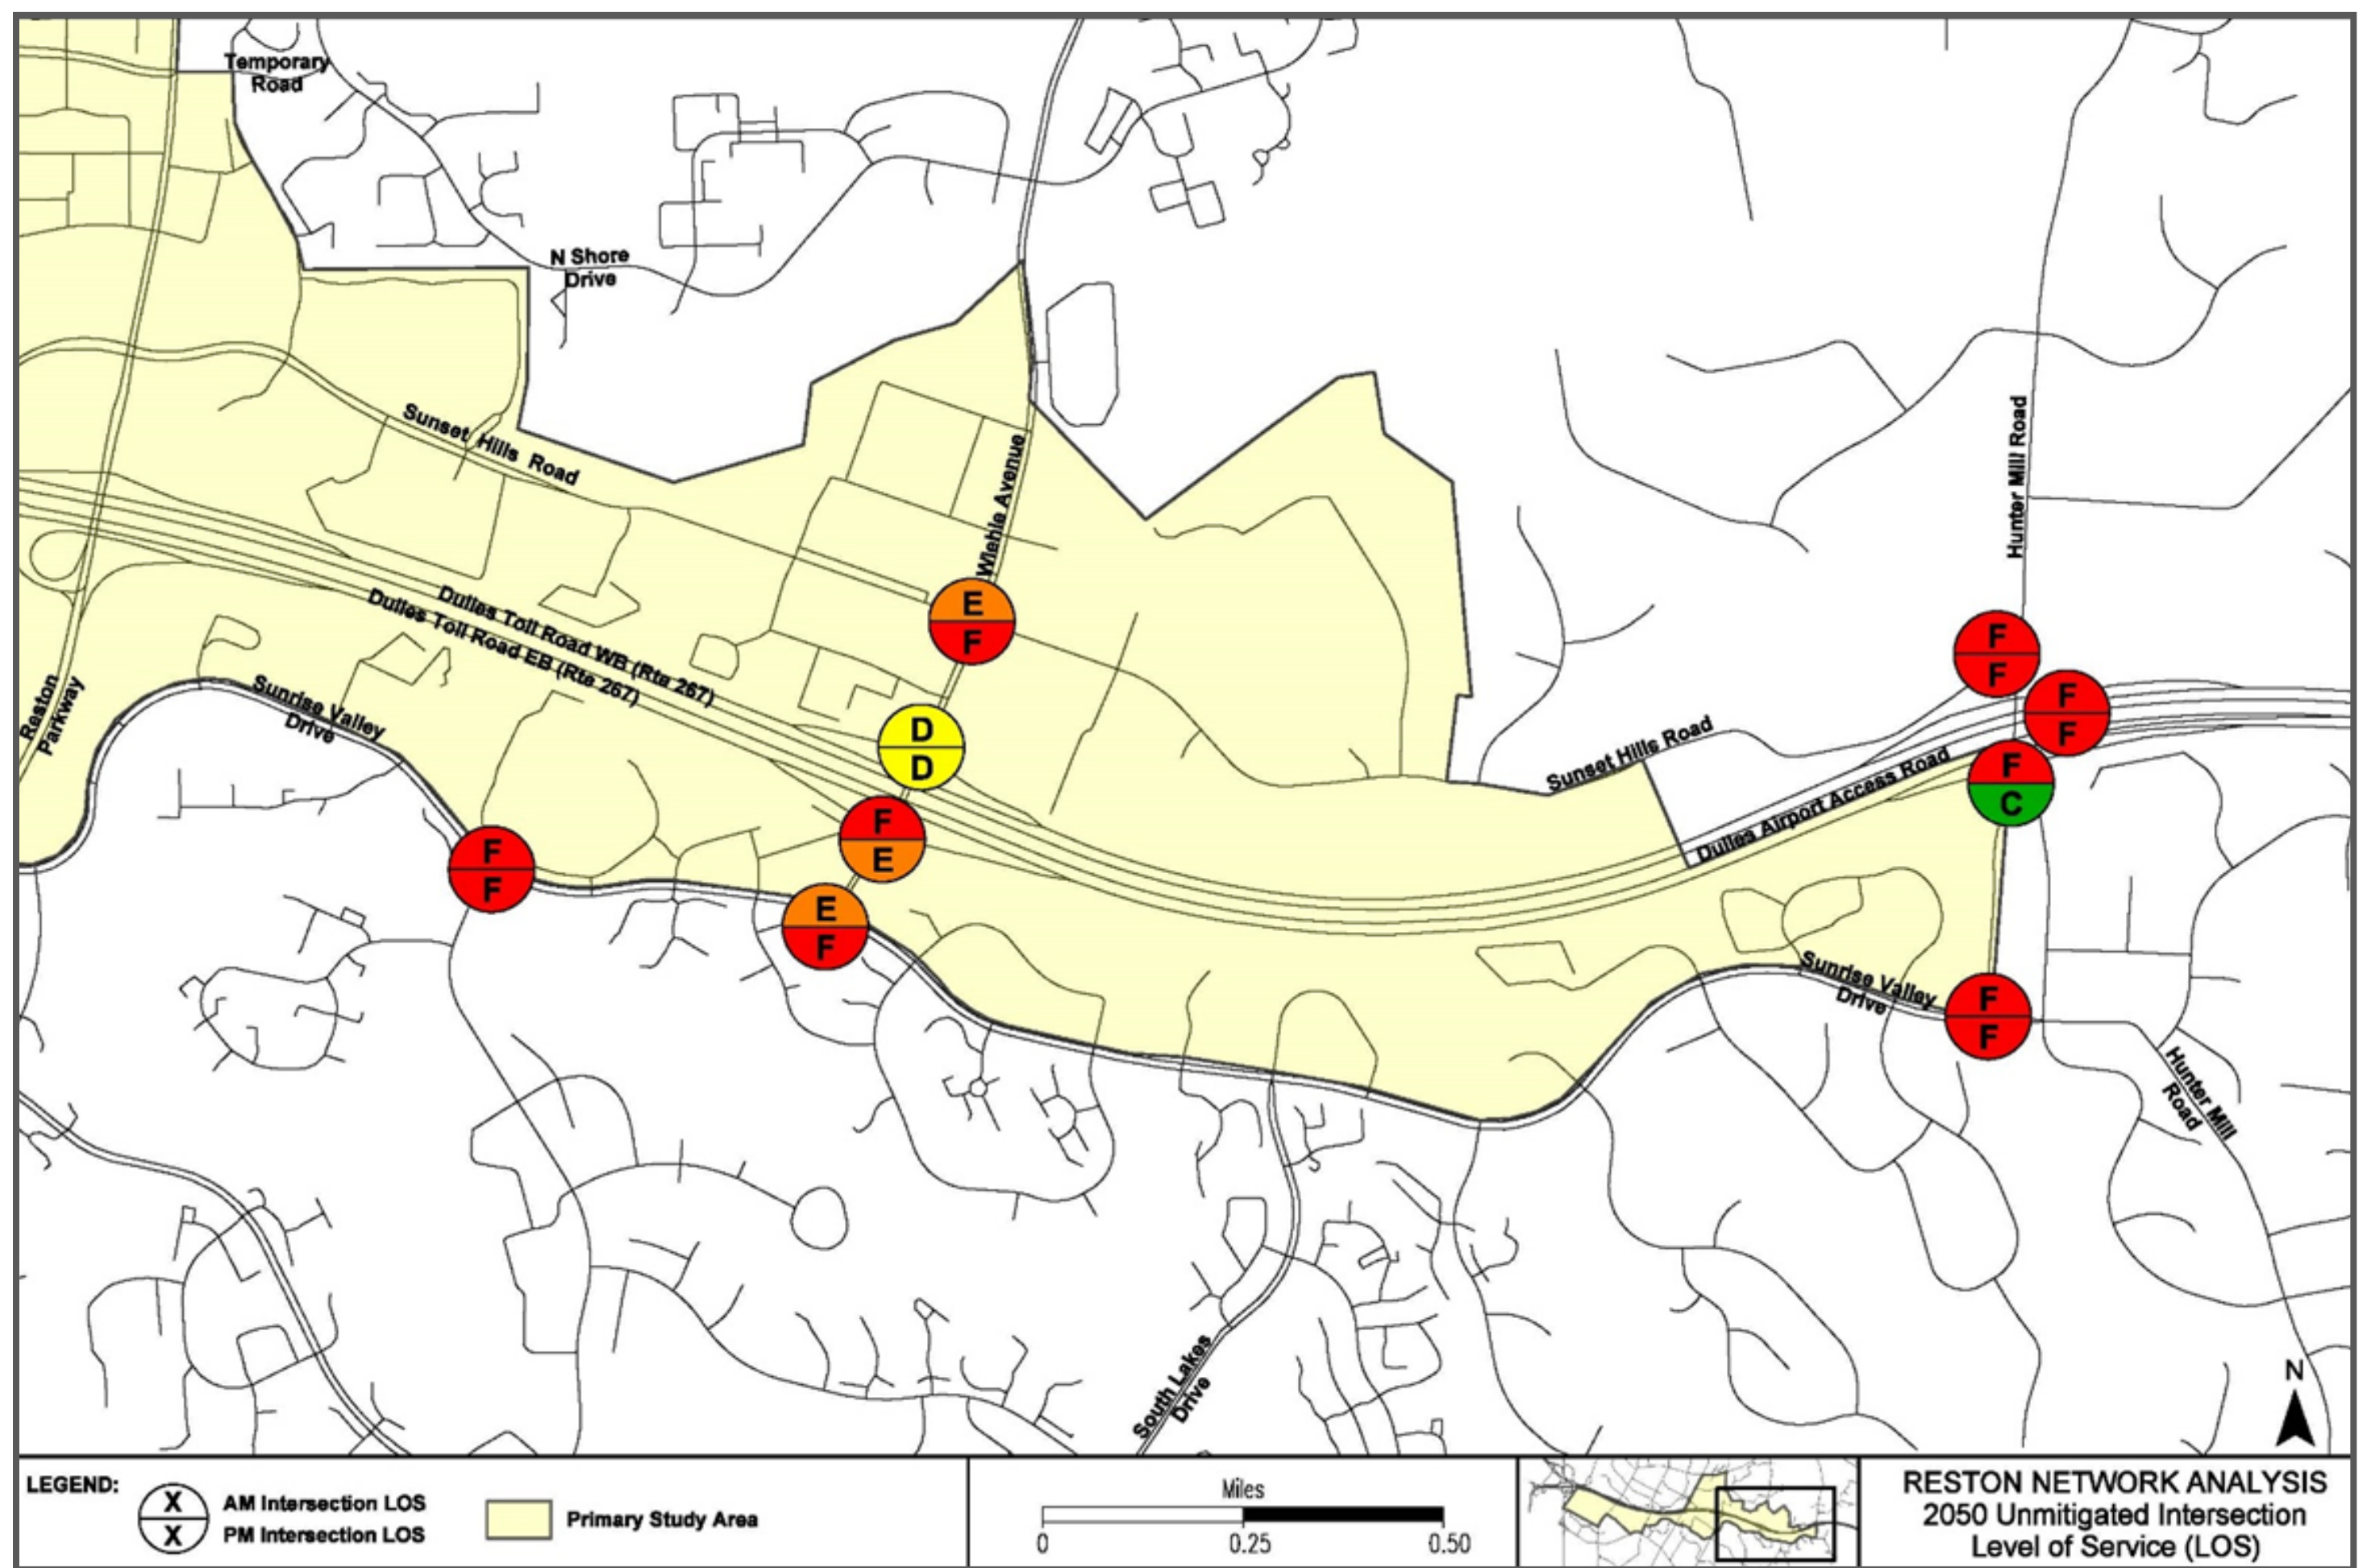 Temporary
Road
N Shore
Drive
Sunset Hills Road
Wiehle Avenue
Hunter Mill Road
E
F
Dulles Toll Road WB (Rte 267)
Dulles Toll Road EB (Rte 267)
F
F
F
F
Reston
Parkway
Sunrise Valley
Drive
D
D
Sunset Hills Road
Dulles Airport Access Road
F
C
F
E
F
F
E
F
Sunrise Valley
Drive
F
F
Hunter Mill
Road
South Lakes
Drive
N
LEGEND:
X
X
AM Intersection LOS
PM Intersection LOS
Primary Study Area
Miles
0
0.25
0.50
RESTON NETWORK ANALYSIS
2050 Unmitigated Intersection
Level of Service (LOS)